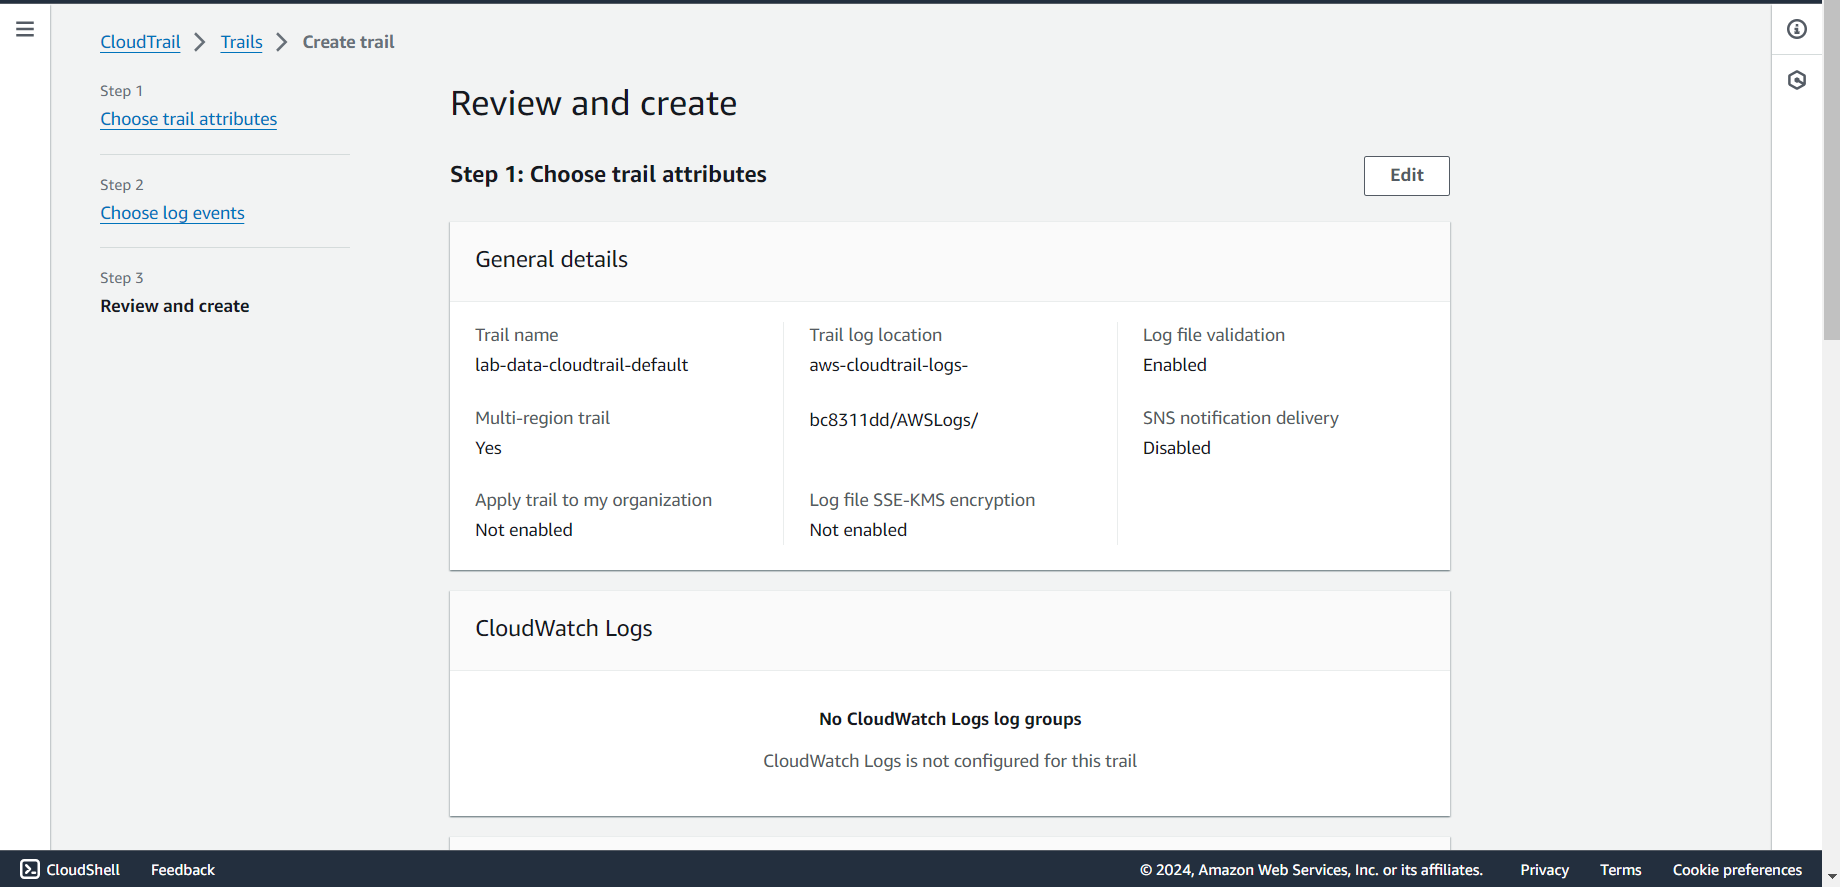 CloudTrail > Trails > Create trail
Step 1
Choose trail attributes
Step 2
Choose log events
Step 3
Review and create
Review and create
Step 1: Choose trail attributes
Edit
General details
Trail name
lab-data-cloudtrail-default
Multi-region trail
Yes
Apply trail to my organization
Not enabled
Trail log location
aws-cloudtrail-logs-
bc8311dd/AWSLogs/
Log file SSE-KMS encryption
Not enabled
Log file validation
Enabled
SNS notification delivery
Disabled
CloudWatch Logs
No CloudWatch Logs log groups
CloudWatch Logs is not configured for this trail
CloudShell Feedback © 2024, Amazon Web Services, Inc. or its affiliates. Privacy Terms Cookie preferences